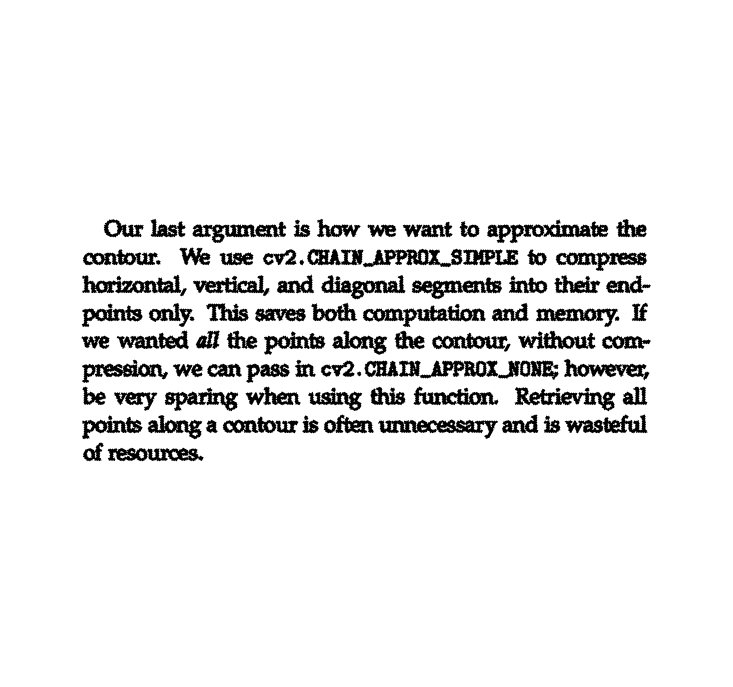 Our last argument is how we want to approximate the
contour. We use cv2.CHAIN_APPROX_SIMPLE to compress
horizontal, vertical, and diagonal segments into their end-
points only. This saves both computation and memory. If
we wanted all the points along the contour, without com-
pression, we can pass in cv2.CHAIN_APPROX_NONE; however,
be very sparing when using this function. Retrieving all
points along a contour is often unnecessary and is wasteful
of resources.